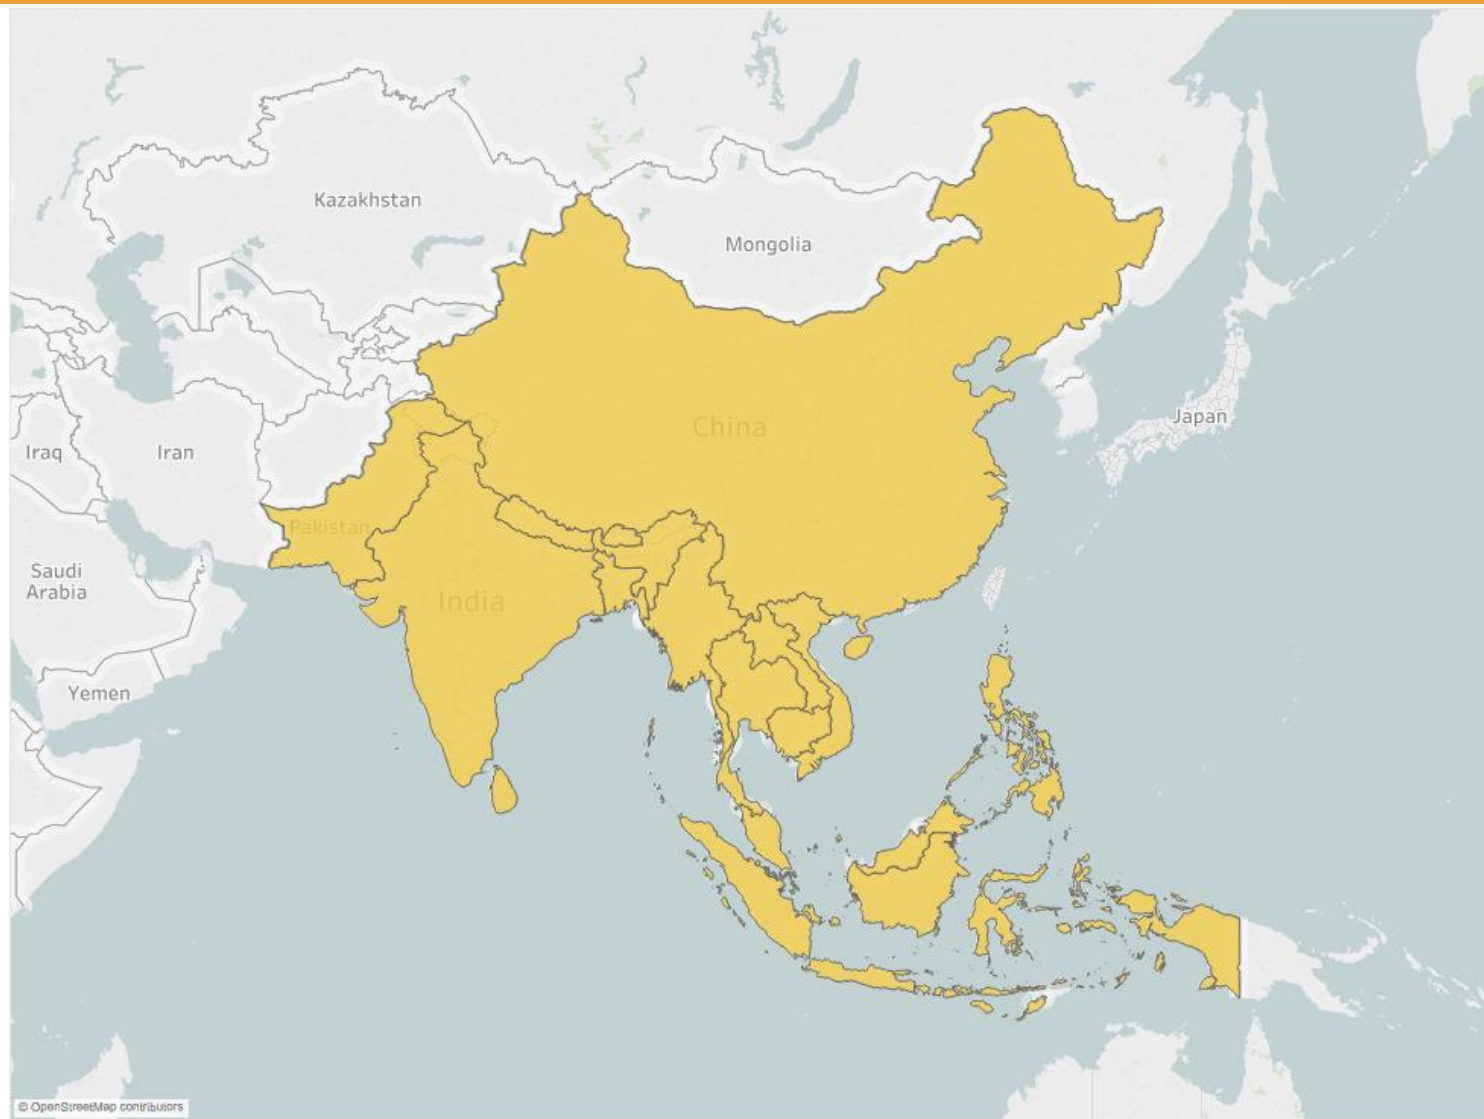 Kazakhstan
Mongolia
China
Japan
Iraq
Iran
Pakistan
Saudi
Arabia
India
Yemen
© OpenStreetMap contributors